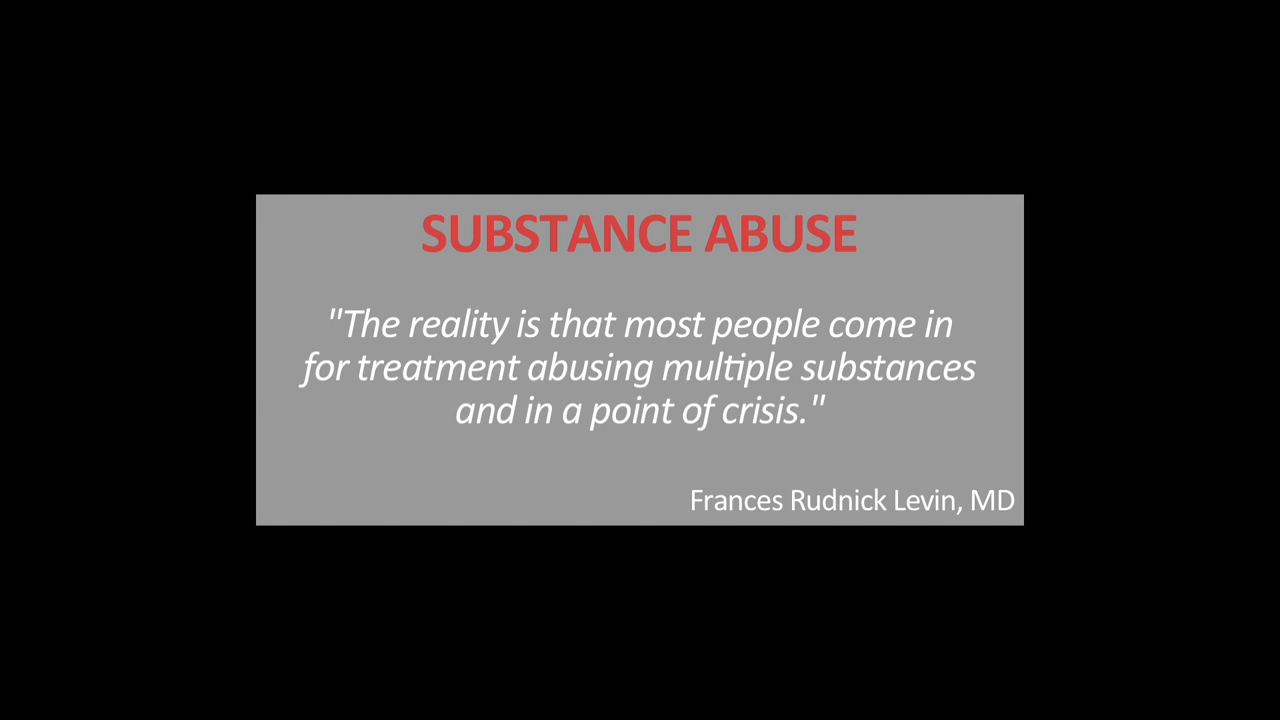 SUBSTANCE ABUSE
"The reality is that most people come in
for treatment abusing multiple substances
and in a point of crisis."
Frances Rudnick Levin, MD